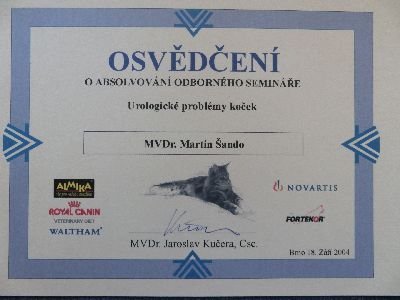 OSVĚDČENÍ
O ABSOLVOVÁNÍ ODBORNÉHO SEMINÁŘE
Urologické problémy koček
MVDr. Martin Šando
ALMIKA
ROYAL CANIN
VETERINARY DIET
WALTHAM
NOVARTIS
FORTEKOR
MVDr. Jaroslav Kučera, Csc.
Brno 18. Září 2004